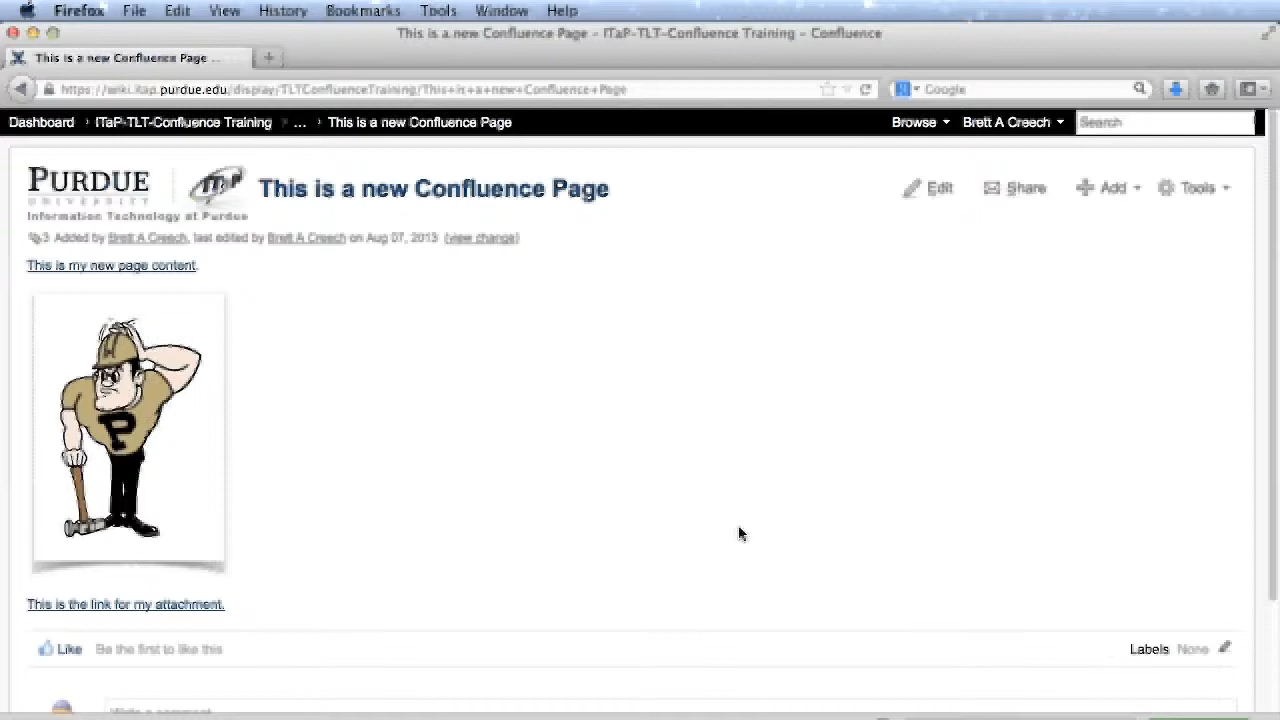 Firefox File Edit View History Bookmarks Tools Window Help
This is a new Confluence Page - ITaP-TLT-Confluence Training - Confluence
This is a new Confluence Page ...
https://wiki.itap.purdue.edu/display/TLTConfluenceTraining/This+is+a+new+Confluence+Page Google
Dashboard › ITaP-TLT-Confluence Training › ... › This is a new Confluence Page Browse Brett A Creech Search
PURDUE ITaP This is a new Confluence Page Edit Share Add Tools
UNIVERSITY
Information Technology at Purdue
3 Added by Brett A Creech, last edited by Brett A Creech on Aug 07, 2013 (view change)
This is my new page content.
P
This is the link for my attachment.
Like Be the first to like this Labels None
Write a comment...